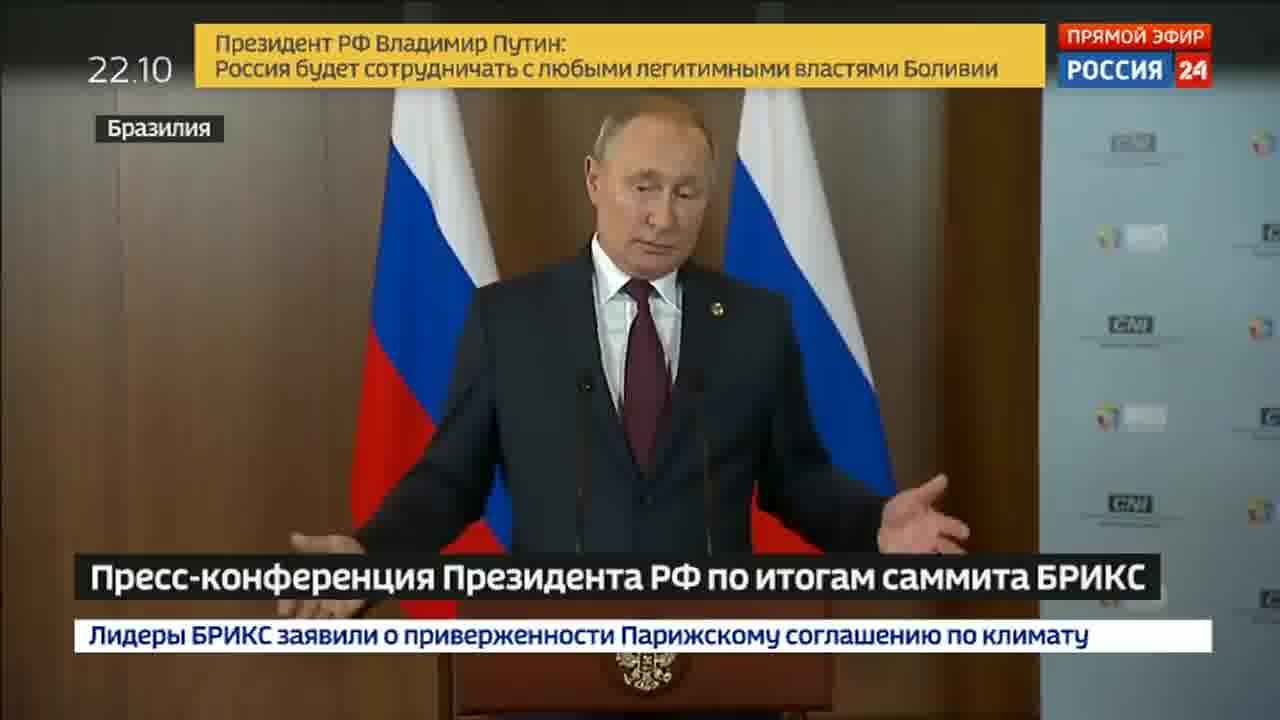 22.10
Президент РФ Владимир Путин:
Россия будет сотрудничать с любыми легитимными властями Боливии
ПРЯМОЙ ЭФИР
РОССИЯ 24
Бразилия
CNI
CNI
CNI
Пресс-конференция Президента РФ по итогам саммита БРИКС
Лидеры БРИКС заявили о приверженности Парижскому соглашению по климату